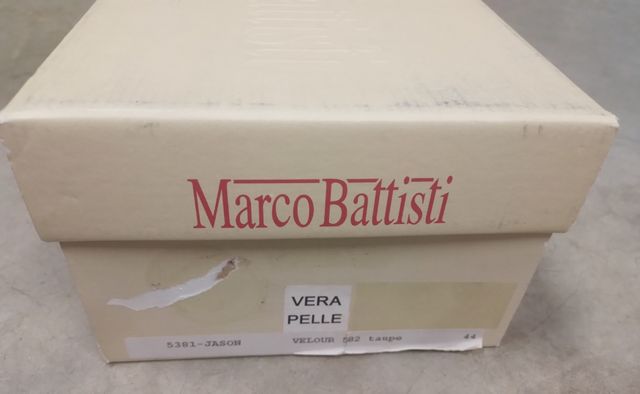 Marco Battisti
VERA
PELLE
5381-JASON VELOUR 582 taupe 44